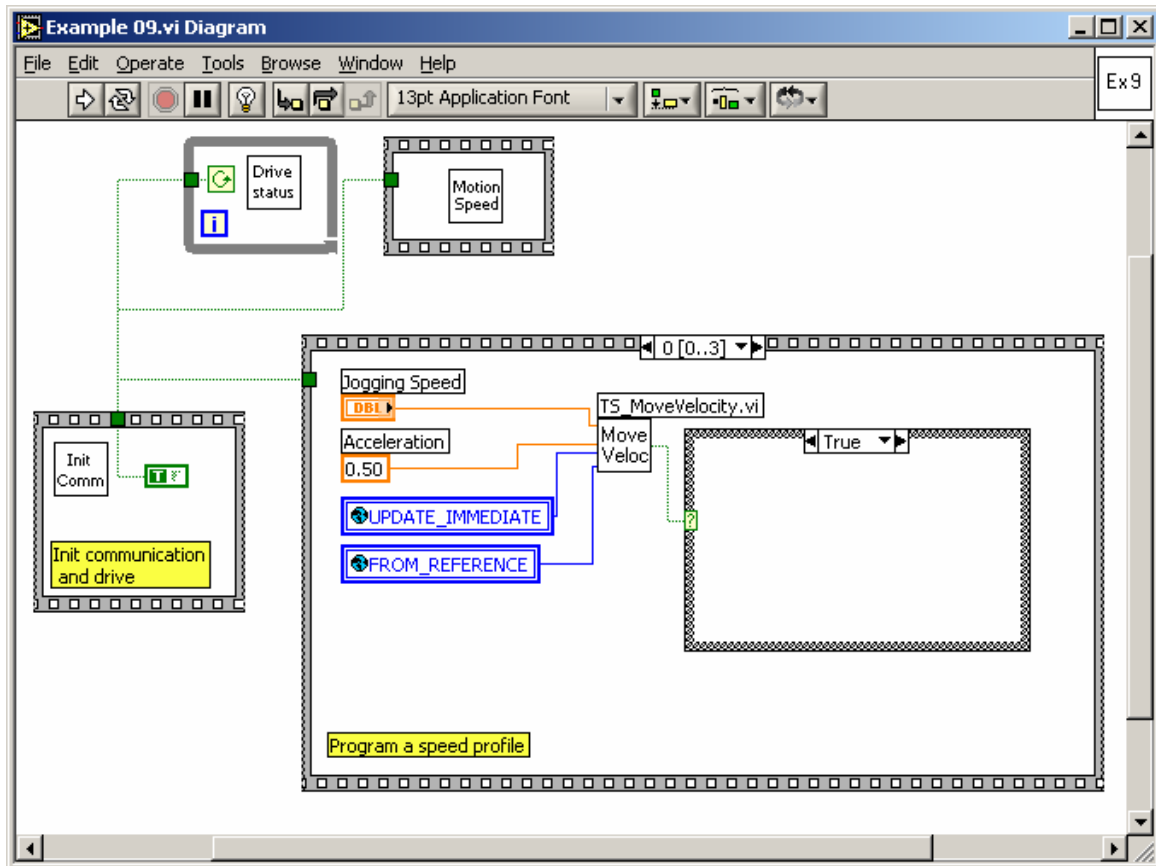 Example 09.vi Diagram
File Edit Operate Tools Browse Window Help
13pt Application Font
Ex9
Drive
status
i
Motion
Speed
0 [0..3]
Jogging Speed
DBL
TS_MoveVelocity.vi
Acceleration
0.50
Move
Veloc
True
UPDATE_IMMEDIATE
FROM_REFERENCE
?
Init
Comm
T
Init communication
and drive
Program a speed profile